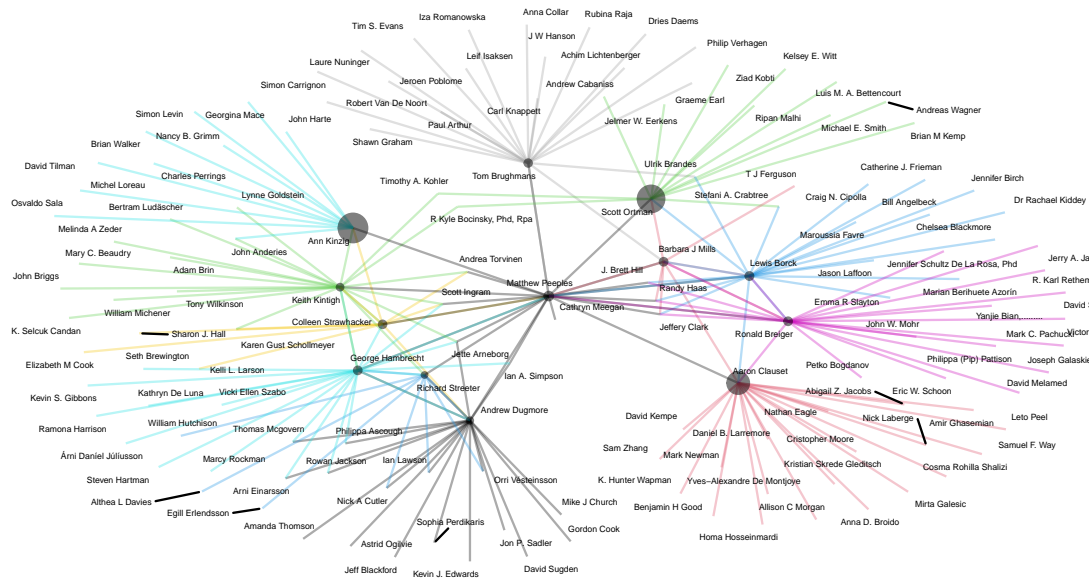 Anna Collar
Rubina Raja
Iza Romanowska
Tim S. Evans
Dries Daems
J W Hanson
Philip Verhagen
Leif Isaksen
Achim Lichtenberger
Kelsey E. Witt
Laure Nuninger
Jeroen Poblome
Ziad Kobti
Simon Carrignon
Andrew Cabaniss
Luis M. A. Bettencourt
Robert Van De Noort
Graeme Earl
Andreas Wagner
Simon Levin
Georgina Mace
Carl Knappett
John Harte
Paul Arthur
Jelmer W. Eerkens
Ripan Malhi
Michael E. Smith
Nancy B. Grimm
Brian M Kemp
Shawn Graham
Brian Walker
Ulrik Brandes
David Tilman
Charles Perrings
Tom Brughmans
T J Ferguson
Catherine J. Frieman
Michel Loreau
Timothy A. Kohler
Jennifer Birch
Lynne Goldstein
Stefani A. Crabtree
Craig N. Cipolla
Bill Angelbeck
Dr Rachael Kiddey
Osvaldo Sala
Bertram Ludäscher
Scott Ortman
R Kyle Bocinsky, Phd, Rpa
Chelsea Blackmore
Melinda A Zeder
Ann Kinzig
Maroussia Favre
John Anderies
Barbara J Mills
Mary C. Beaudry
Andrea Torvinen
Lewis Borck
Jennifer Schultz De La Rosa, Phd
Jerry A. Ja
Adam Brin
J. Brett Hill
Jason Laffoon
John Briggs
Scott Ingram
Matthew Peeples
R. Karl Rethen
Keith Kintigh
Randy Haas
Marian Berihuete Azorín
Tony Wilkinson
Emma R Slayton
David S
William Michener
Cathryn Meegan
Colleen Strawhacker
Jeffery Clark
Ronald Breiger
John W. Mohr
Yanjie Bian,.........
K. Selcuk Candan
Sharon J. Hall
Mark C. Pachucki
Victor
Karen Gust Schollmeyer
Jette Arneborg
Seth Brewington
George Hambrecht
Philippa (Pip) Pattison
Joseph Galaskie
Elizabeth M Cook
Kelli L. Larson
Ian A. Simpson
Petko Bogdanov
Aaron Clauset
Eric W. Schoon
David Melamed
Kathryn De Luna
Vicki Ellen Szabo
Richard Streeter
Abigail Z. Jacobs
Kevin S. Gibbons
Leto Peel
Andrew Dugmore
David Kempe
Nathan Eagle
Nick Laberge
Amir Ghasemian
William Hutchison
Thomas Mcgovern
Ramona Harrison
Philippa Ascough
Daniel B. Larremore
Cristopher Moore
Samuel F. Way
Árni Daniel Júlíusson
Sam Zhang
Mark Newman
Marcy Rockman
Rowan Jackson
Ian Lawson
Kristian Skrede Gleditsch
Cosma Rohilla Shalizi
Steven Hartman
Orri Vésteinsson
K. Hunter Wapman
Yves−Alexandre De Montjoye
Arni Einarsson
Althea L Davies
Nick A Cutler
Mike J Church
Benjamin H Good
Allison C Morgan
Mirta Galesic
Egill Erlendsson
Sophia Perdikaris
Gordon Cook
Anna D. Broido
Amanda Thomson
Astrid Ogilvie
Jon P. Sadler
Homa Hosseinmardi
Jeff Blackford
David Sugden
Kevin J. Edwards